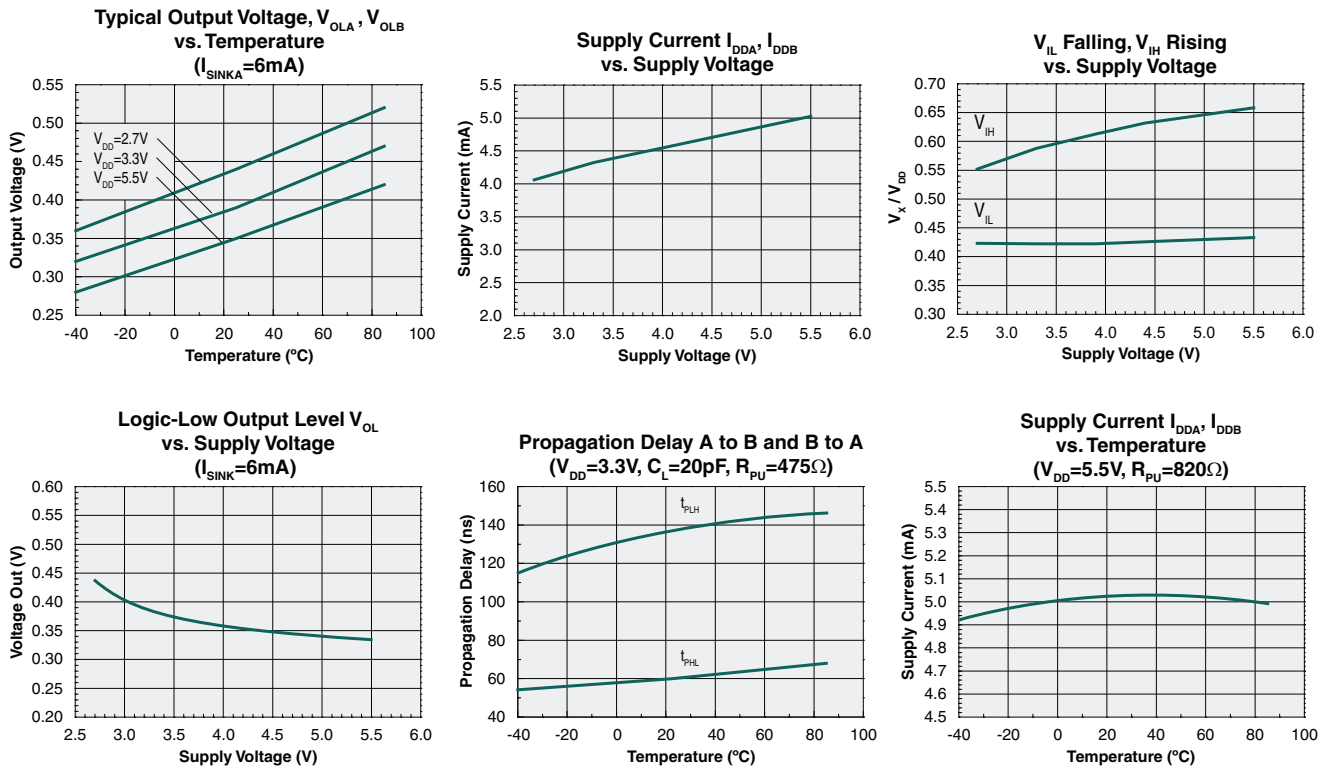 Typical Output Voltage, VOLA, VOLB
vs. Temperature
(ISINKA=6mA)
Output Voltage (V)
0.55
0.50
0.45
0.40
0.35
0.30
0.25
VDD=2.7V
VDD=3.3V
VDD=5.5V
-40 -20 0 20 40 60 80 100
Temperature (ºC)
Supply Current IDDA, IDDB
vs. Supply Voltage
Supply Current (mA)
5.5
5.0
4.5
4.0
3.5
3.0
2.5
2.0
2.5 3.0 3.5 4.0 4.5 5.0 5.5 6.0
Supply Voltage (V)
VIL Falling, VIH Rising
vs. Supply Voltage
VX / VDD
0.70
0.65
0.60
0.55
0.50
0.45
0.40
0.35
0.30
VIH
VIL
2.5 3.0 3.5 4.0 4.5 5.0 5.5 6.0
Supply Voltage (V)
Logic-Low Output Level VOL
vs. Supply Voltage
(ISINK=6mA)
Voltage Out (V)
0.60
0.55
0.50
0.45
0.40
0.35
0.30
0.25
0.20
2.5 3.0 3.5 4.0 4.5 5.0 5.5 6.0
Supply Voltage (V)
Propagation Delay A to B and B to A
(VDD=3.3V, CL=20pF, RPU=475Ω)
Propagation Delay (ns)
160
140
120
100
80
60
40
tPLH
tPHL
-40 -20 0 20 40 60 80 100
Temperature (ºC)
Supply Current IDDA, IDDB
vs. Temperature
(VDD=5.5V, RPU=820Ω)
Supply Current (mA)
5.5
5.4
5.3
5.2
5.1
5.0
4.9
4.8
4.7
4.6
4.5
-40 -20 0 20 40 60 80 100
Temperature (ºC)